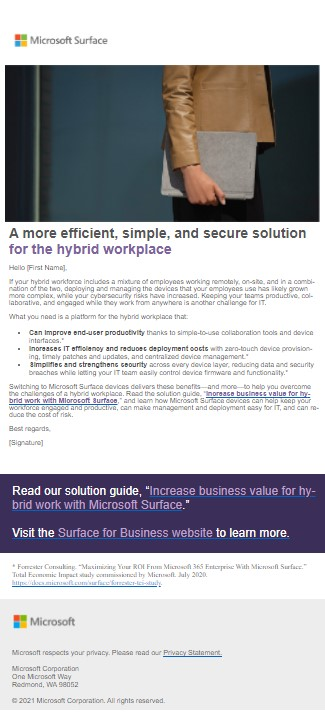 Microsoft Surface
A more efficient, simple, and secure solution
for the hybrid workplace
Hello [First Name],
If your hybrid workforce includes a mixture of employees working remotely, on-site, and in a combi-
nation of the two, deploying and managing the devices that your employees use has likely grown
more complex, while your cybersecurity risks have increased. Keeping your teams productive, col-
laborative, and engaged while they work from anywhere is another challenge for IT.
What you need is a platform for the hybrid workplace that:
• Can improve end-user productivity thanks to simple-to-use collaboration tools and device
interfaces.*
• Increases IT efficiency and reduces deployment costs with zero-touch device provision-
ing, timely patches and updates, and centralized device management.*
• Simplifies and strengthens security across every device layer, reducing data and security
breaches while letting your IT team easily control device firmware and functionality.*
Switching to Microsoft Surface devices delivers these benefits—and more—to help you overcome
the challenges of a hybrid workplace. Read the solution guide, “Increase business value for hy-
brid work with Microsoft Surface,” and learn how Microsoft Surface devices can help keep your
workforce engaged and productive, can make management and deployment easy for IT, and can re-
duce the cost of risk.
Best regards,
[Signature]
Read our solution guide, “Increase business value for hy-
brid work with Microsoft Surface.”
Visit the Surface for Business website to learn more.
* Forrester Consulting. “Maximizing Your ROI From Microsoft 365 Enterprise With Microsoft Surface.”
Total Economic Impact study commissioned by Microsoft. July 2020.
https://docs.microsoft.com/surface/forrester-tei-study.
Microsoft
Microsoft respects your privacy. Please read our Privacy Statement.
Microsoft Corporation
One Microsoft Way
Redmond, WA 98052
© 2021 Microsoft Corporation. All rights reserved.